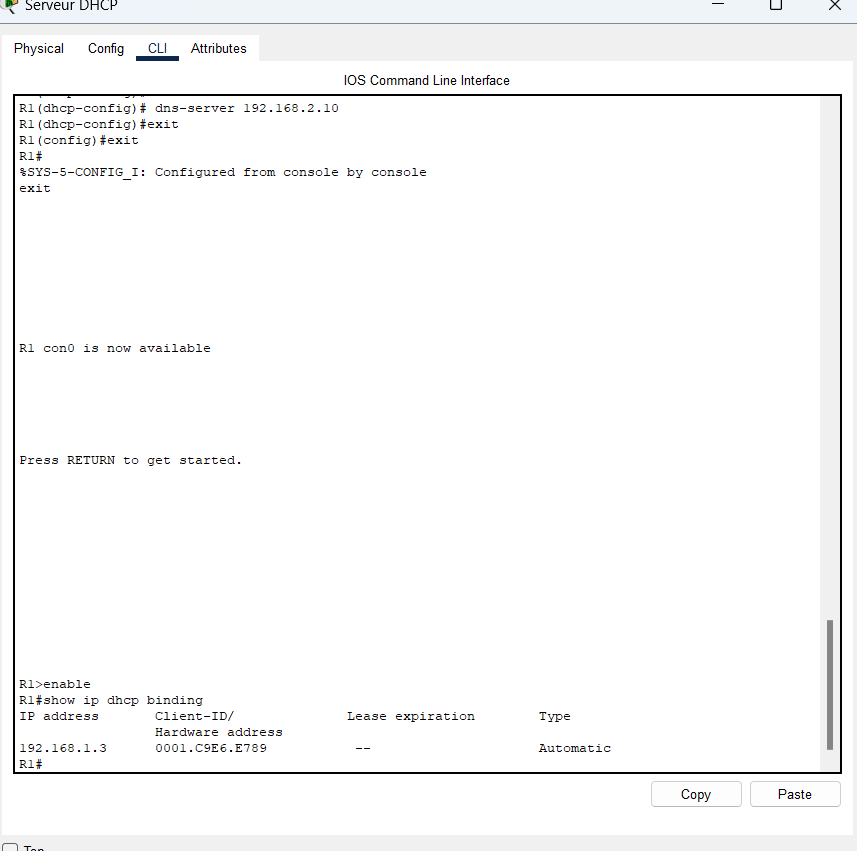 Serveur DHCP
Physical Config CLI Attributes
IOS Command Line Interface
R1(dhcp-config)# dns-server 192.168.2.10
R1(dhcp-config)#exit
R1(config)#exit
R1#
%SYS-5-CONFIG_I: Configured from console by console
exit
R1 con0 is now available
Press RETURN to get started.
R1>enable
R1#show ip dhcp binding
IP address Client-ID/ Lease expiration Type
Hardware address
192.168.1.3 0001.C9E6.E789 -- Automatic
R1#
Copy Paste
Top